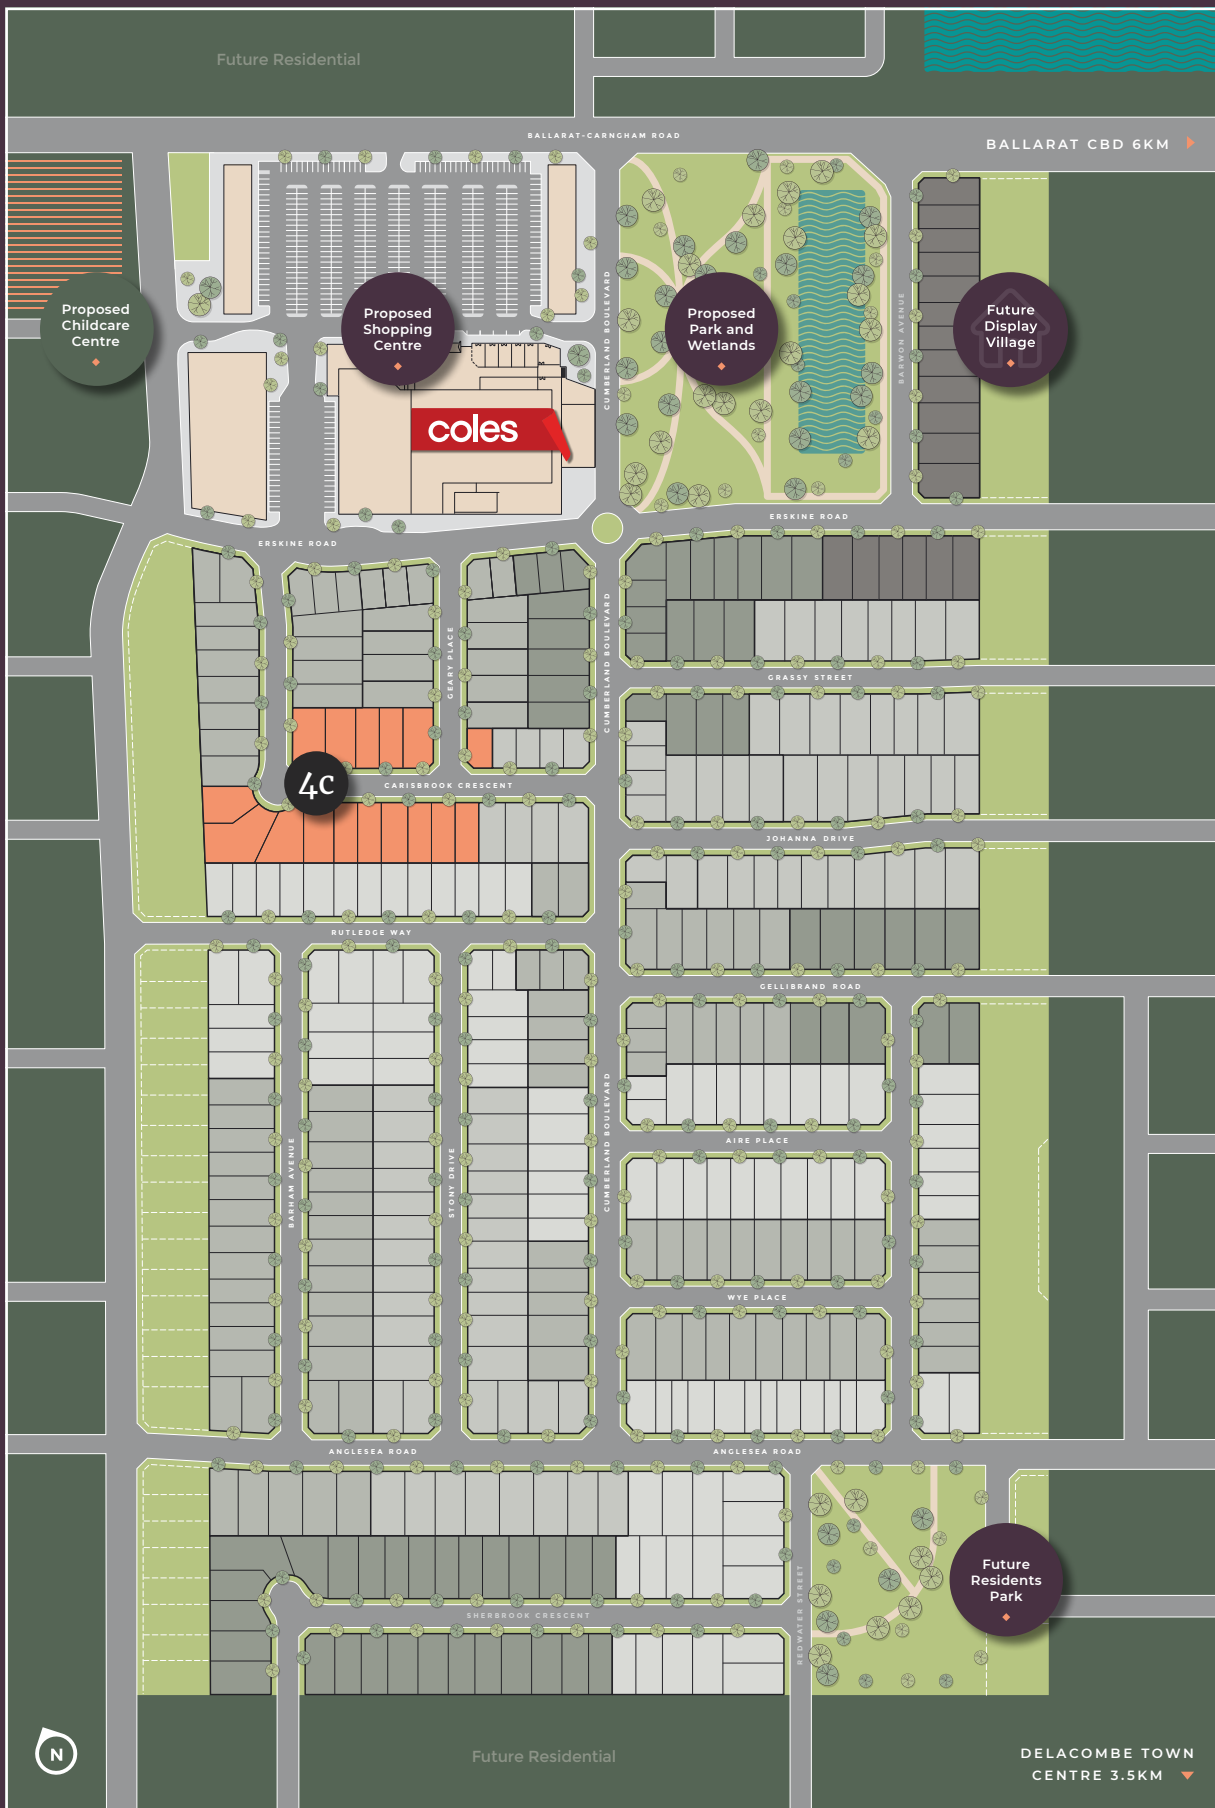 Future Residential
BALLARAT-CARNGHAM ROAD
BALLARAT CBD 6KM
Proposed
Childcare
Centre
Proposed
Shopping
Centre
Proposed
Park and
Wetlands
Future
Display
Village
CUMBERLAND BOULEVARD
BARWON AVENUE
coles
ERSKINE ROAD
ERSKINE ROAD
GEARY PLACE
CUMBERLAND BOULEVARD
GRASSY STREET
4c
CARISBROOK CRESCENT
JOHANNA DRIVE
RUTLEDGE WAY
GELLIBRAND ROAD
BARHAM AVENUE
STONY DRIVE
CUMBERLAND BOULEVARD
AIRE PLACE
WYE PLACE
ANGLESEA ROAD
ANGLESEA ROAD
Future
Residents
Park
SHERBROOK CRESCENT
REDWATER STREET
N
Future Residential
DELACOMBE TOWN
CENTRE 3.5KM